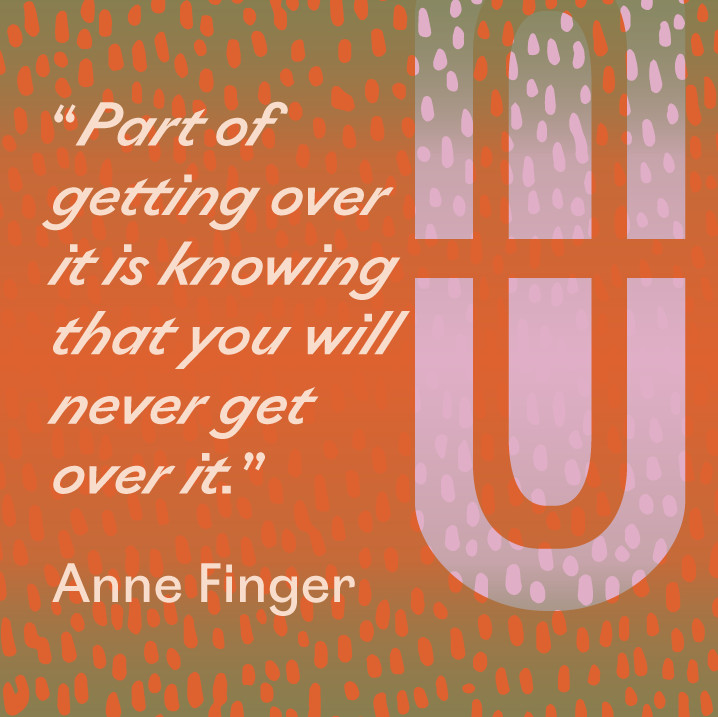 “Part of
getting over
it is knowing
that you will
never get
over it.”
Anne Finger